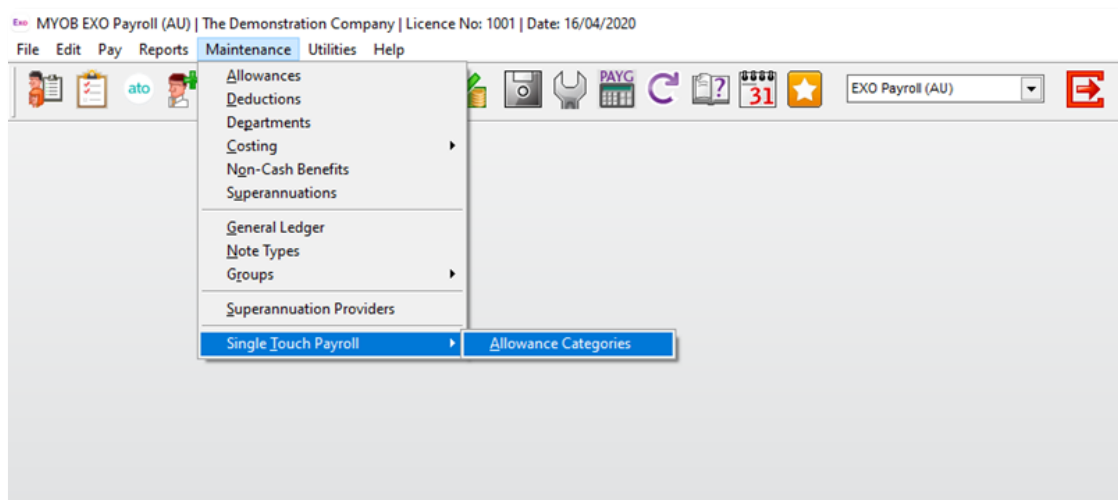 Exo MYOB EXO Payroll (AU) | The Demonstration Company | Licence No: 1001 | Date: 16/04/2020
File Edit Pay Reports Maintenance Utilities Help
ato PAYG 31 EXO Payroll (AU)
Allowances
Deductions
Departments
Costing
Non-Cash Benefits
Superannuations
General Ledger
Note Types
Groups
Superannuation Providers
Single Touch Payroll Allowance Categories